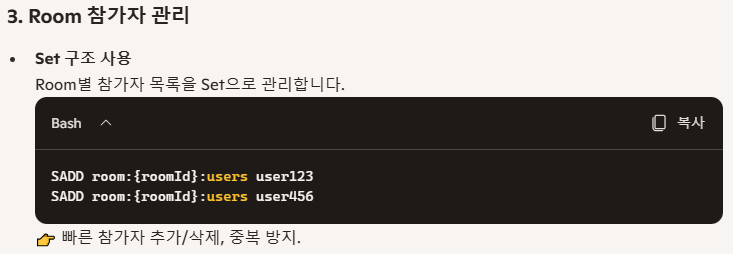 3. Room 참가자 관리
• Set 구조 사용
Room별 참가자 목록을 Set으로 관리합니다.
Bash
복사
SADD room:{roomId}:users user123
SADD room:{roomId}:users user456
👉 빠른 참가자 추가/삭제, 중복 방지.